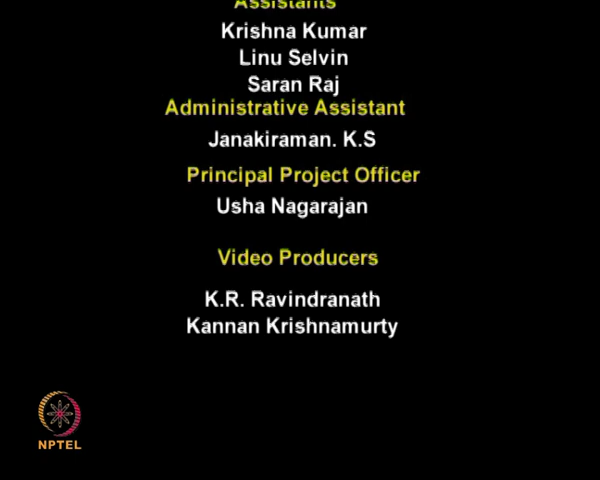 Assistants
Krishna Kumar
Linu Selvin
Saran Raj
Administrative Assistant
Janakiraman. K.S
Principal Project Officer
Usha Nagarajan
Video Producers
K.R. Ravindranath
Kannan Krishnamurty
NPTEL